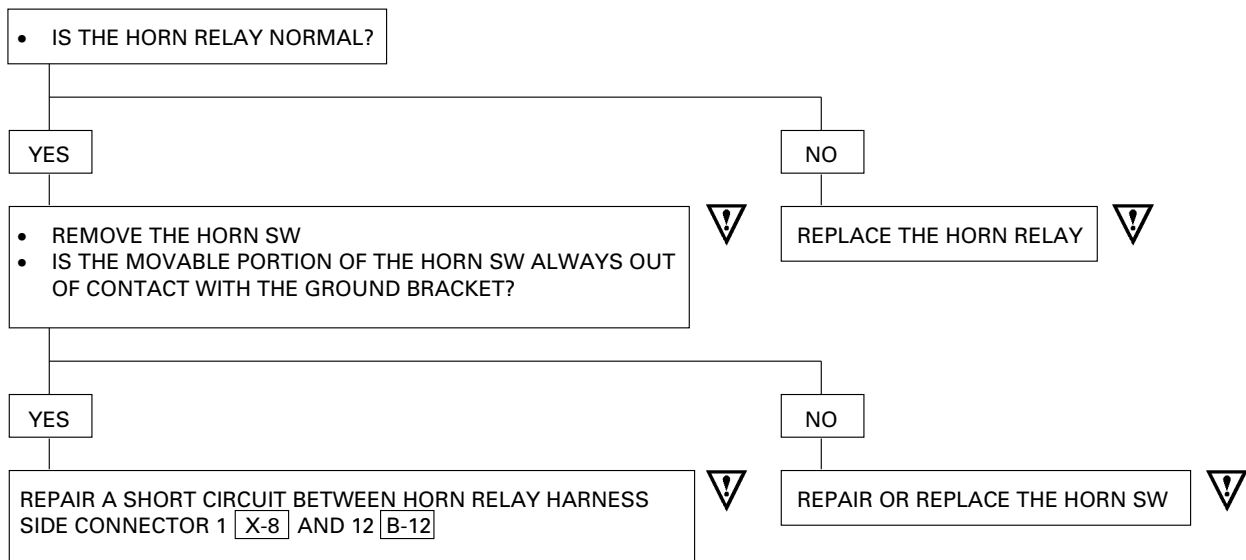 • IS THE HORN RELAY NORMAL?
YES
NO
• REMOVE THE HORN SW
• IS THE MOVABLE PORTION OF THE HORN SW ALWAYS OUT
OF CONTACT WITH THE GROUND BRACKET?
!
REPLACE THE HORN RELAY
!
YES
NO
REPAIR A SHORT CIRCUIT BETWEEN HORN RELAY HARNESS
SIDE CONNECTOR 1 X-8 AND 12 B-12
!
REPAIR OR REPLACE THE HORN SW
!